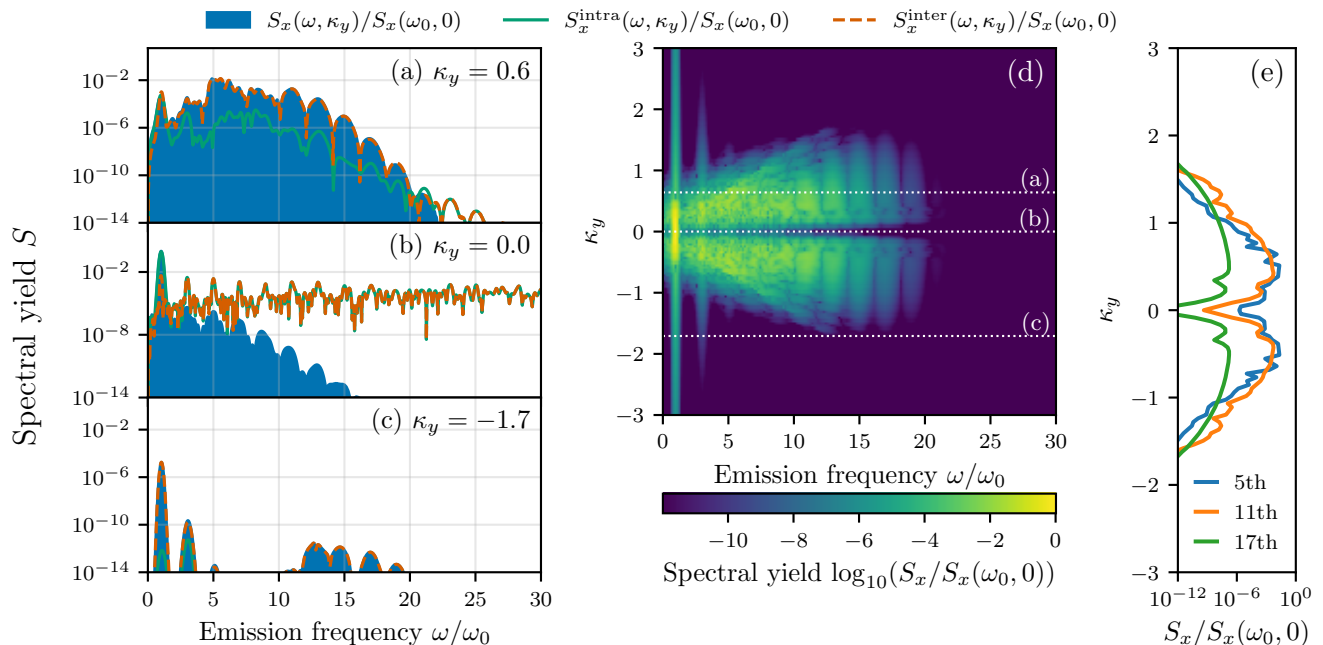 S_x(ω, κ_y)/S_x(ω_0, 0) S_x^intra(ω, κ_y)/S_x(ω_0, 0) S_x^inter(ω, κ_y)/S_x(ω_0, 0)
Spectral yield S
(a) κ_y = 0.6
10^−2
10^−6
10^−10
10^−14
(b) κ_y = 0.0
10^−2
10^−8
10^−14
(c) κ_y = −1.7
10^−2
10^−6
10^−10
10^−14
0 5 10 15 20 25 30
Emission frequency ω/ω_0
(d)
κ_y
3
2
1
0
−1
−2
−3
(a)
(b)
(c)
0 5 10 15 20 25 30
Emission frequency ω/ω_0
−10 −8 −6 −4 −2 0
Spectral yield log_10(S_x/S_x(ω_0, 0))
(e)
κ_y
3
2
1
0
−1
−2
−3
5th
11th
17th
10^−12 10^−6 10^0
S_x/S_x(ω_0, 0)